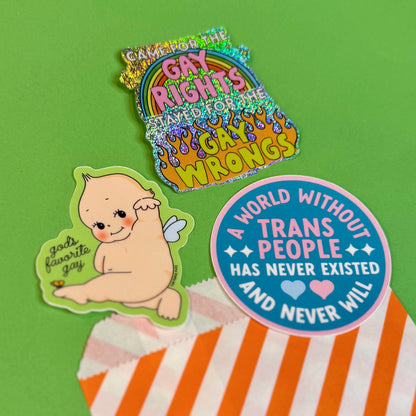 CAME FOR THE
GAY
RIGHTS
STAYED FOR THE
GAY
WRONGS
gods
favorite
gay
A WORLD WITHOUT
TRANS
PEOPLE
HAS NEVER EXISTED
AND NEVER WILL